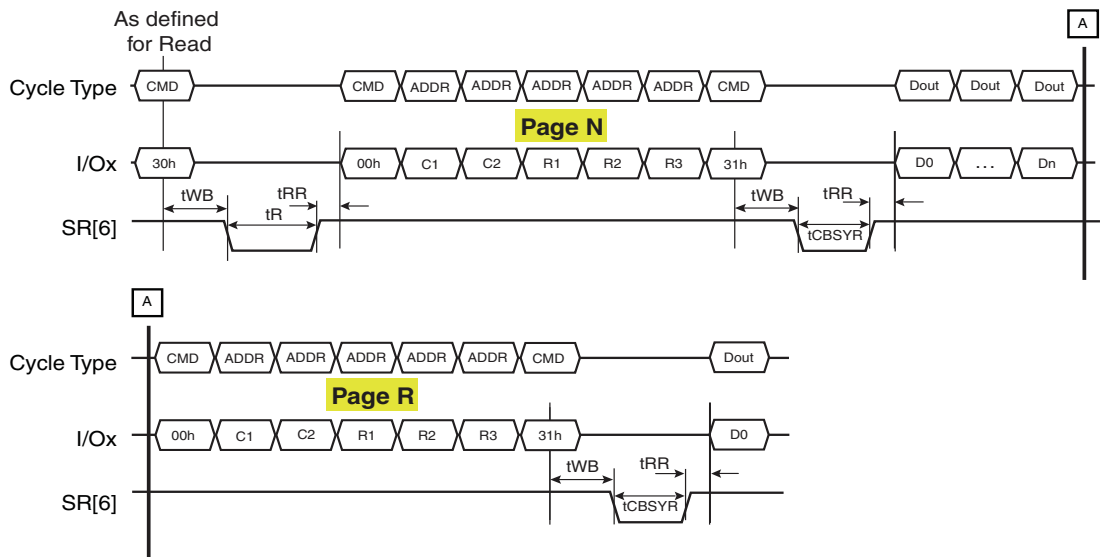 As defined
for Read
A
Cycle Type
CMD CMD ADDR ADDR ADDR ADDR ADDR CMD Dout Dout Dout
Page N
I/Ox
30h 00h C1 C2 R1 R2 R3 31h D0 ... Dn
tWB tR tRR tWB tCBSYR tRR
SR[6]
A
Cycle Type
CMD ADDR ADDR ADDR ADDR ADDR CMD Dout
Page R
I/Ox
00h C1 C2 R1 R2 R3 31h D0
tWB tRR
tCBSYR
SR[6]